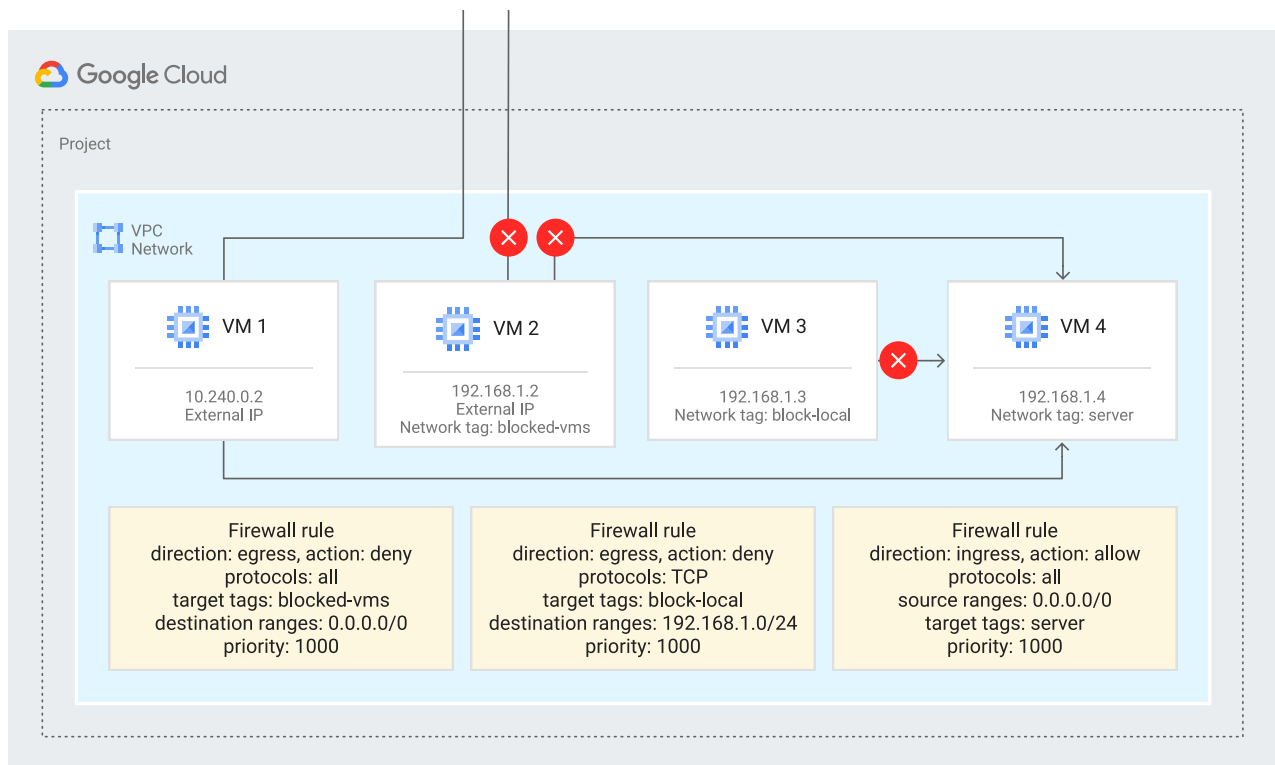 Google Cloud
Project
VPC
Network
VM 1
10.240.0.2
External IP
VM 2
192.168.1.2
External IP
Network tag: blocked-vms
VM 3
192.168.1.3
Network tag: block-local
VM 4
192.168.1.4
Network tag: server
Firewall rule
direction: egress, action: deny
protocols: all
target tags: blocked-vms
destination ranges: 0.0.0.0/0
priority: 1000
Firewall rule
direction: egress, action: deny
protocols: TCP
target tags: block-local
destination ranges: 192.168.1.0/24
priority: 1000
Firewall rule
direction: ingress, action: allow
protocols: all
source ranges: 0.0.0.0/0
target tags: server
priority: 1000